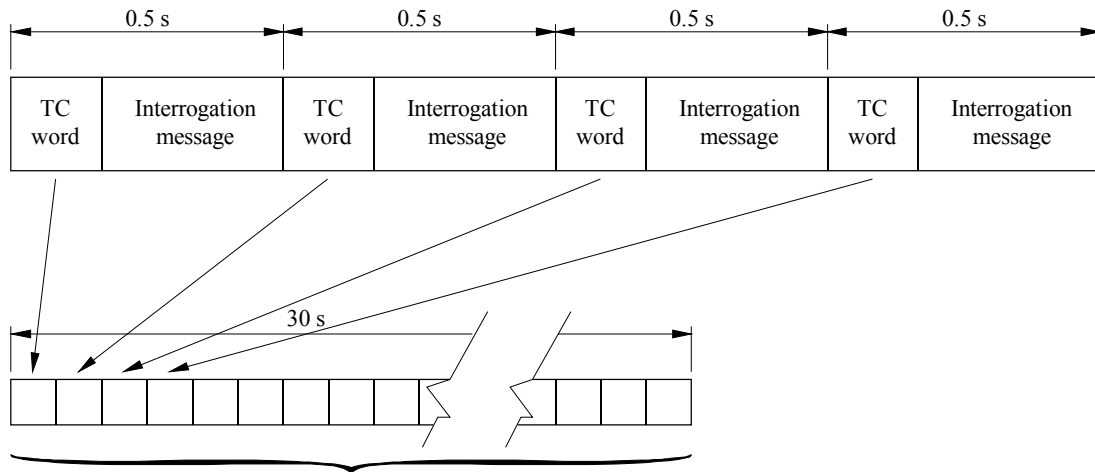 0.5 s 0.5 s 0.5 s 0.5 s
TC Interrogation TC Interrogation TC Interrogation TC Interrogation
word message word message word message word message
30 s